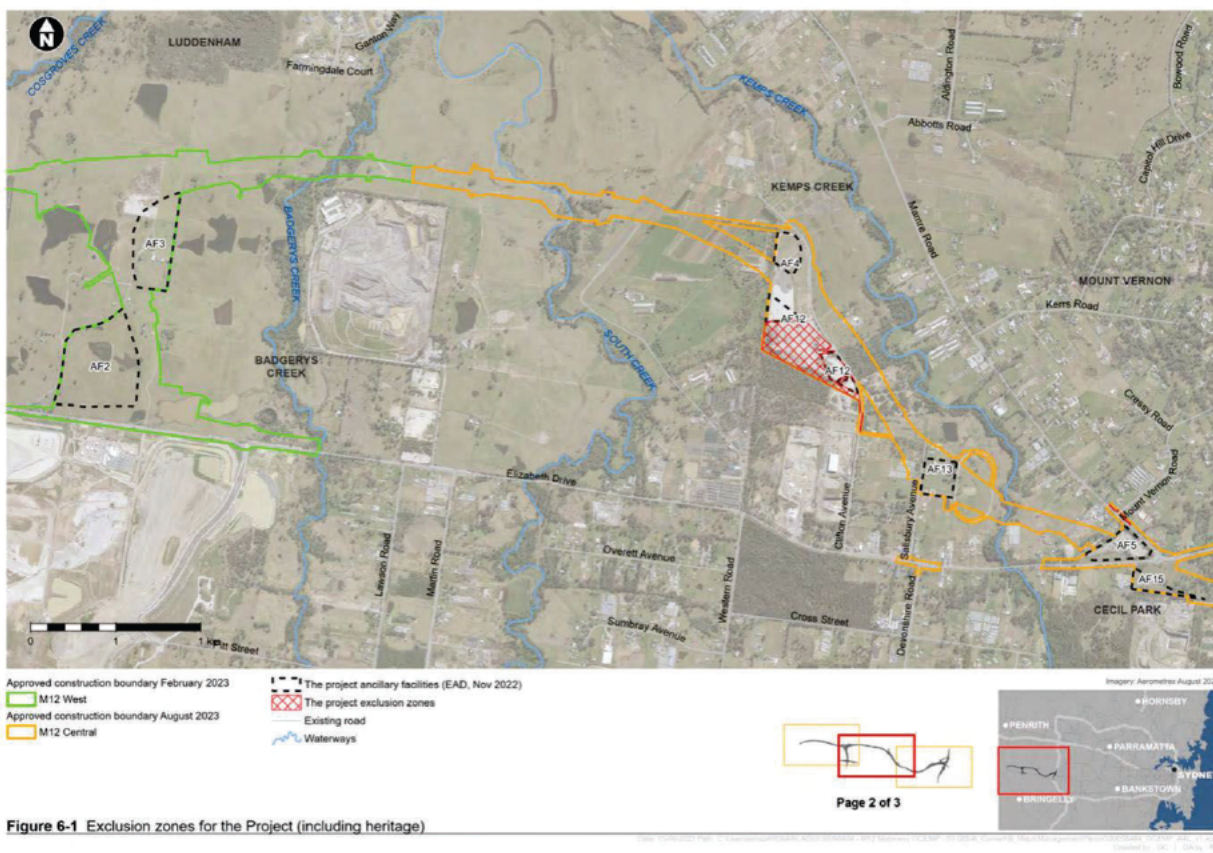 N
COSGROVES CREEK
LUDDENHAM
Ganton Way
Farmingdale Court
KEMPS CREEK
Aldington Road
Bowood Road
Abbotts Road
Capitol Hill Drive
KEMPS CREEK
Mamre Road
BADGERYS CREEK
AF3
AF4
MOUNT VERNON
Kerrs Road
AF12
SOUTH CREEK
AF2
BADGERYS
CREEK
AF12
Cressy Road
Mount Vernon Road
Elizabeth Drive
AF13
Clifton Avenue
Salisbury Avenue
Lawson Road
Martin Road
Overett Avenue
Western Road
AF5
AF15
Devonshire Road
CECIL PARK
Cross Street
Sumbray Avenue
0
1
Pitt Street
Approved construction boundary February 2023
M12 West
Approved construction boundary August 2023
M12 Central
The project ancillary facilities (EAD, Nov 2022)
The project exclusion zones
Existing road
Waterways
Imagery: Aerometrex August 202
HORNSBY
PENRITH
PARRAMATTA
SYDNEY
BANKSTOWN
BRINGELLY
Page 2 of 3
Figure 6-1 Exclusion zones for the Project (including heritage)